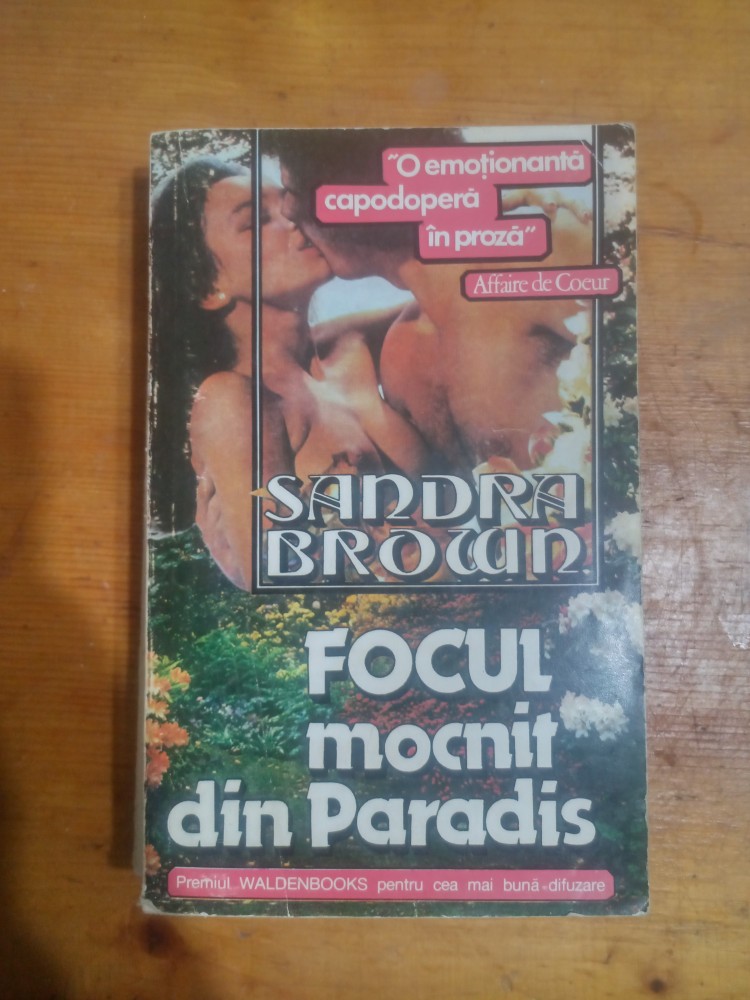 "O emoționantă
capodoperă
în proză"
Affaire de Coeur
SANDRA
BROWN
FOCUL
mocnit
din Paradis
Premiul WALDENBOOKS pentru cea mai bună difuzare